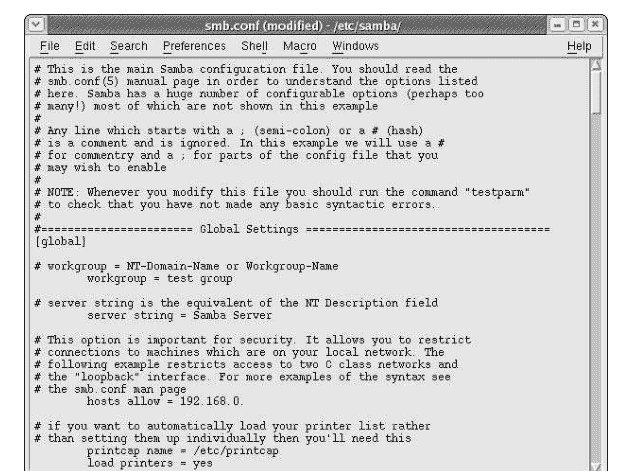 smb.conf (modified) - /etc/samba/
File Edit Search Preferences Shell Macro Windows Help
# This is the main Samba configuration file. You should read the
# smb.conf(5) manual page in order to understand the options listed
# here. Samba has a huge number of configurable options (perhaps too
# many!) most of which are not shown in this example
#
# Any line which starts with a ; (semi-colon) or a # (hash)
# is a comment and is ignored. In this example we will use a #
# for commentry and a ; for parts of the config file that you
# may wish to enable
#
# NOTE: Whenever you modify this file you should run the command "testparm"
# to check that you have not made any basic syntactic errors.
#
#======================= Global Settings =====================================
[global]
# workgroup = NT-Domain-Name or Workgroup-Name
workgroup = test group
# server string is the equivalent of the NT Description field
server string = Samba Server
# This option is important for security. It allows you to restrict
# connections to machines which are on your local network. The
# following example restricts access to two C class networks and
# the "loopback" interface. For more examples of the syntax see
# the smb.conf man page
hosts allow = 192.168.0.
# if you want to automatically load your printer list rather
# than setting them up individually then you'll need this
printcap name = /etc/printcap
load printers = yes